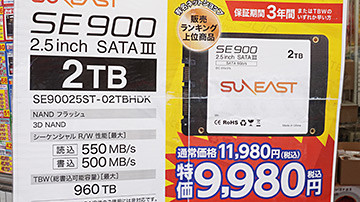 SUNEAST
SE900
2.5inch SATA III
2TB
SE90025ST-02TBHDK
NAND フラッシュ
3D NAND
シーケンシャル R/W 性能【最大】
読込 550 MB/s
書込 500 MB/s
TBW(総書込可能容量)【最大】
960TB
販売
ランキング
上位商品
保証期間3年間 またはTBWの
いずれか早い方
SE900
2.5inch SATA III
SATA 6Gb/s
2TB
SUNEAST
CE RoHS
通常価格 11,980円(税込)
特価 9,980円(税込)